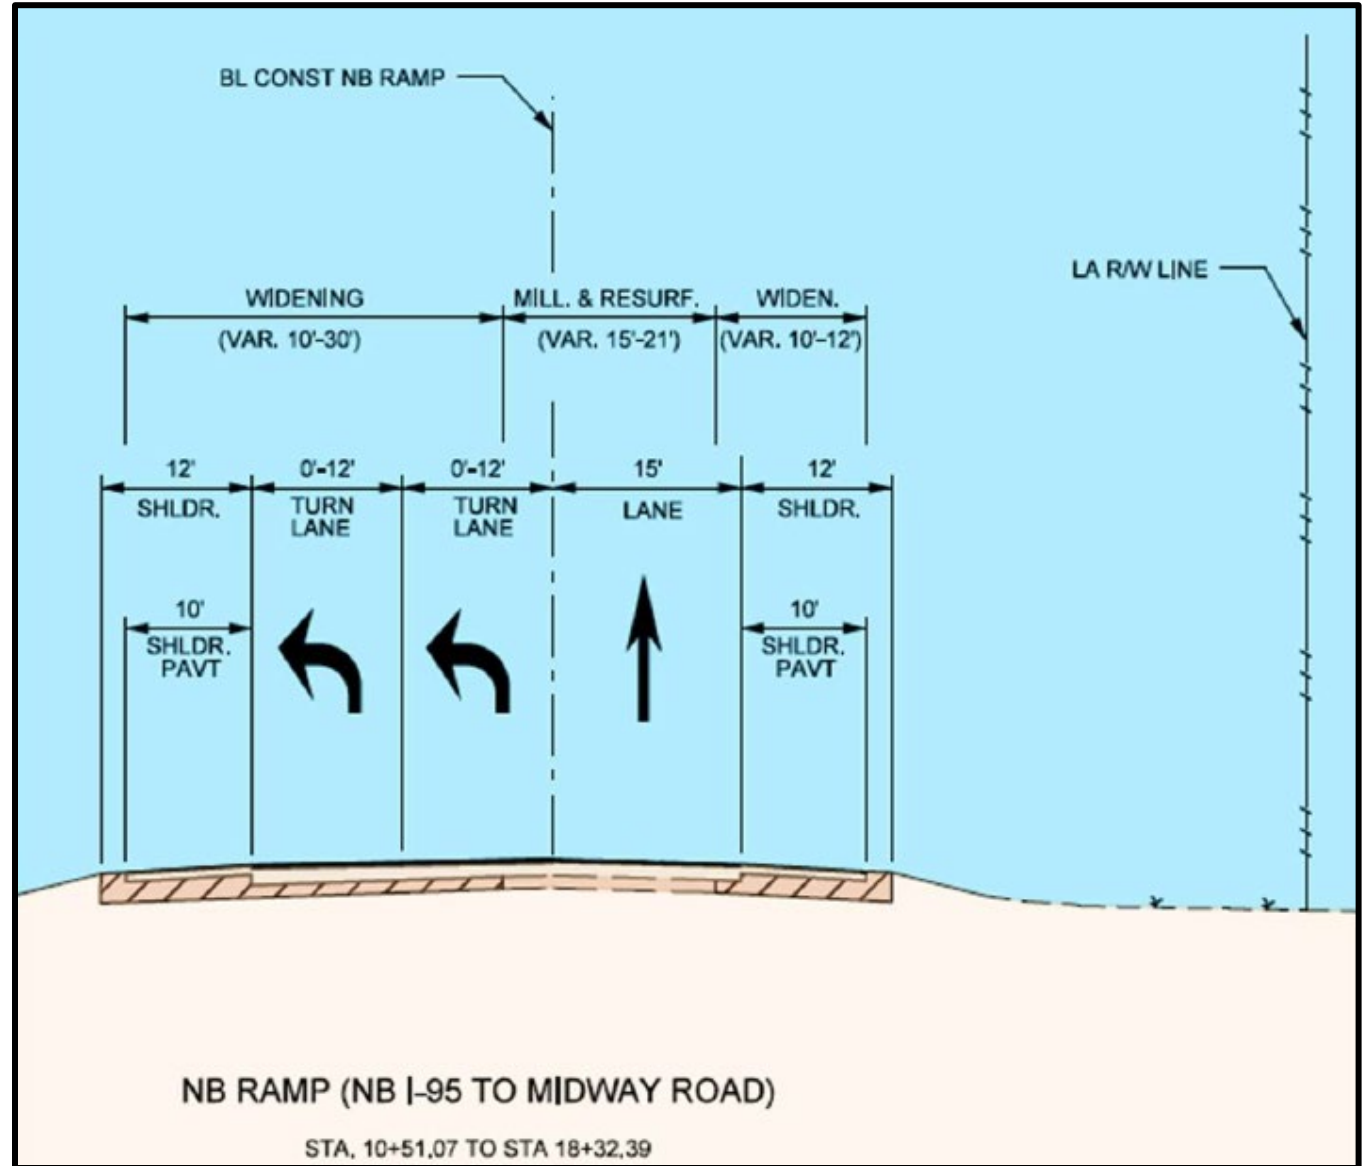 BL CONST NB RAMP
LA R/W LINE
WIDENING
(VAR. 10'-30')
MILL. & RESURF.
(VAR. 15'-21')
WIDEN.
(VAR. 10'-12')
12'
SHLDR.
0'-12'
TURN
LANE
0'-12'
TURN
LANE
15'
LANE
12'
SHLDR.
10'
SHLDR.
PAVT
10'
SHLDR.
PAVT
NB RAMP (NB I-95 TO MIDWAY ROAD)
STA. 10+51.07 TO STA 18+32.39